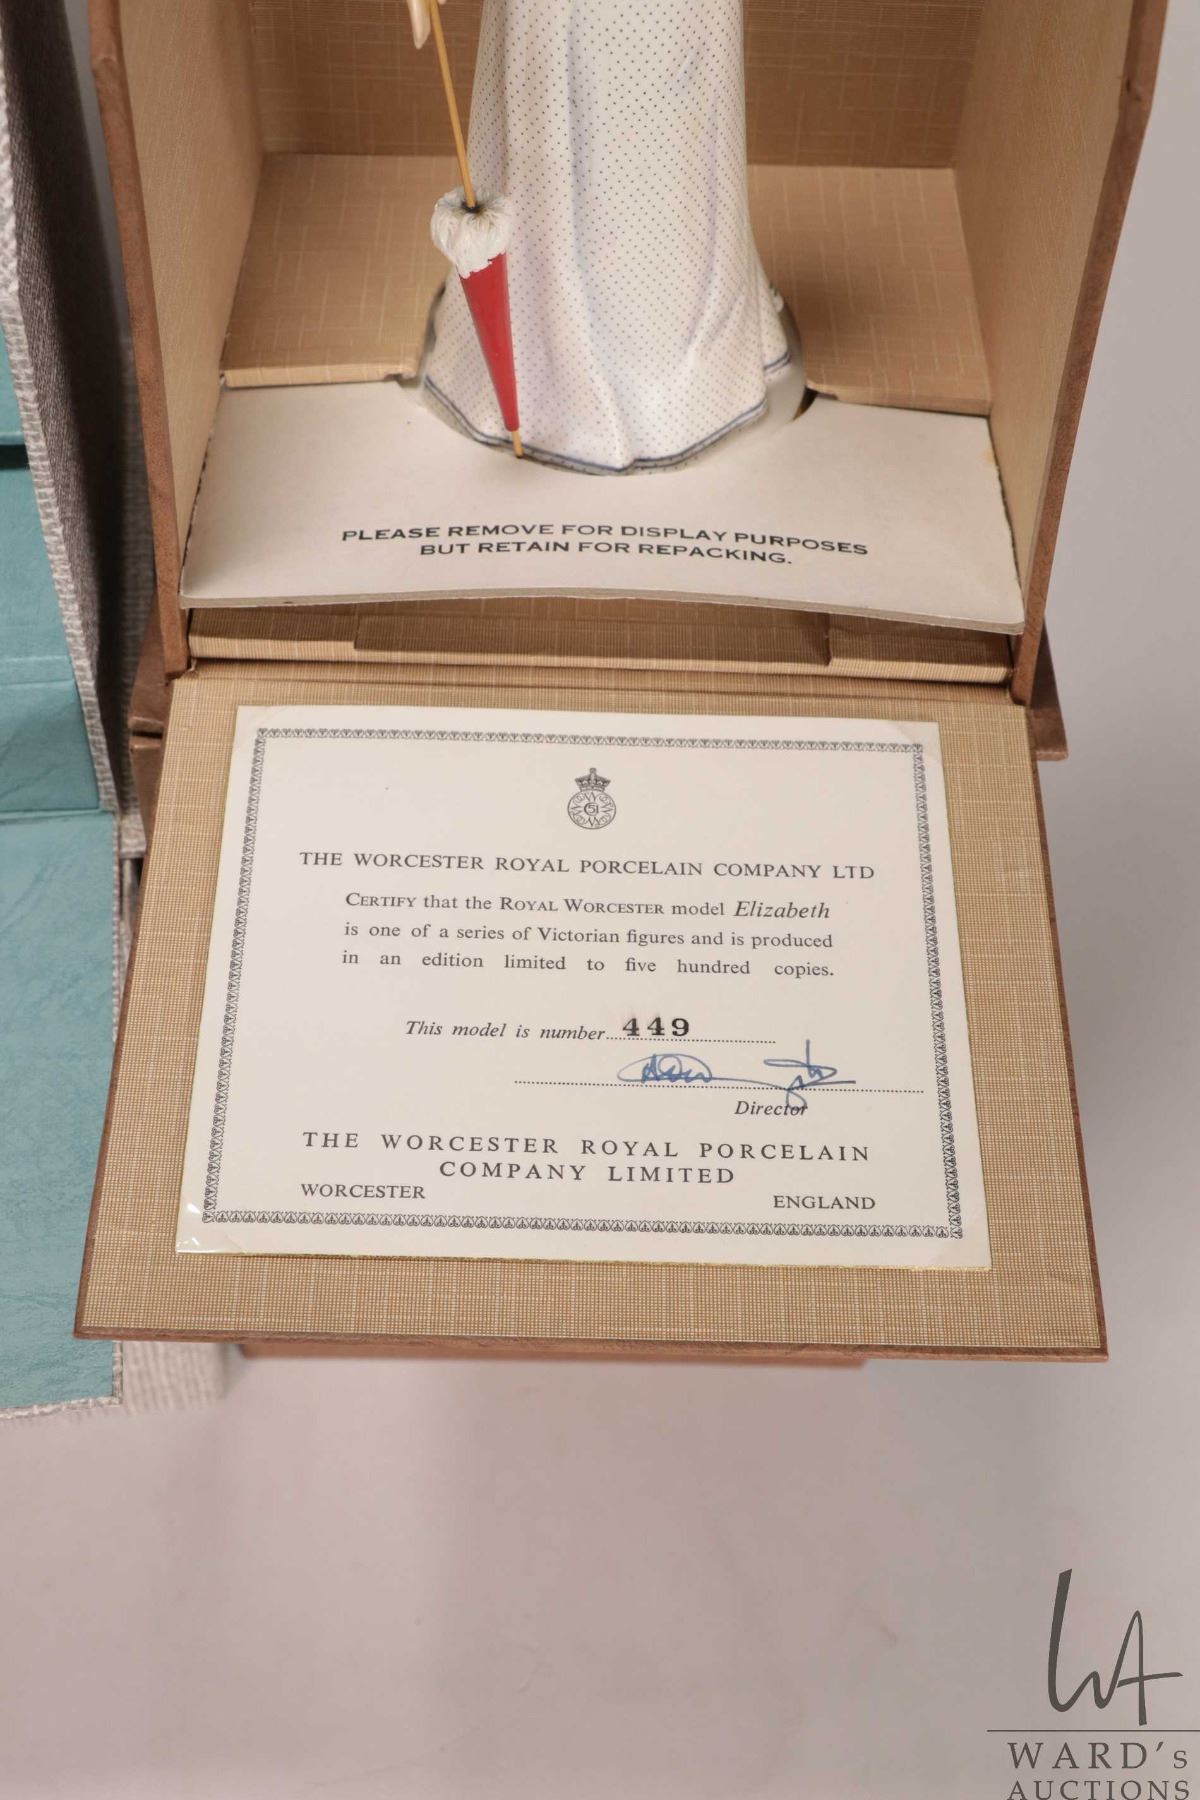 PLEASE REMOVE FOR DISPLAY PURPOSES
BUT RETAIN FOR REPACKING.
51
THE WORCESTER ROYAL PORCELAIN COMPANY LTD
CERTIFY that the ROYAL WORCESTER model Elizabeth
is one of a series of Victorian figures and is produced
in an edition limited to five hundred copies.
This model is number 449
Director
THE WORCESTER ROYAL PORCELAIN
COMPANY LIMITED
WORCESTER ENGLAND
WA
WARD's
AUCTIONS